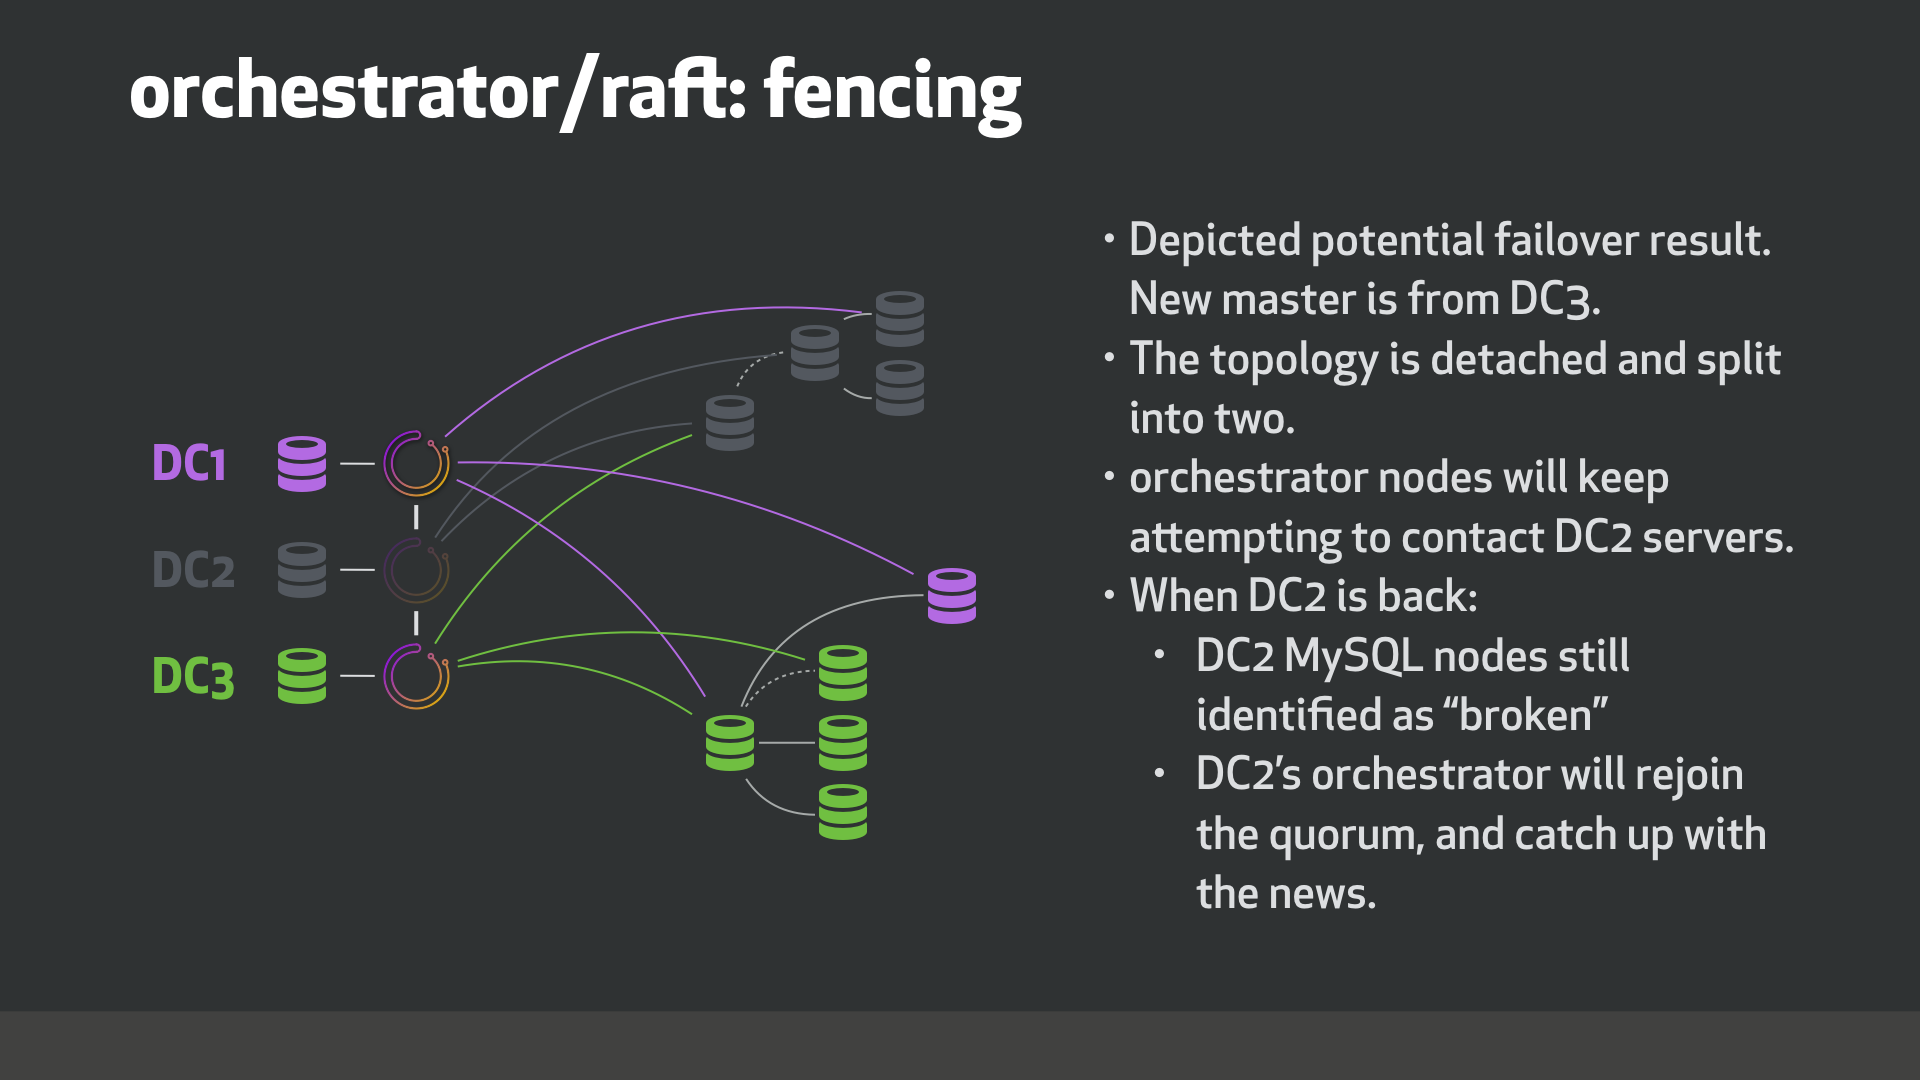 orchestrator/raft: fencing
DC1
DC2
DC3
• Depicted potential failover result.
New master is from DC3.
• The topology is detached and split
into two.
• orchestrator nodes will keep
attempting to contact DC2 servers.
• When DC2 is back:
• DC2 MySQL nodes still
identified as “broken”
• DC2’s orchestrator will rejoin
the quorum, and catch up with
the news.